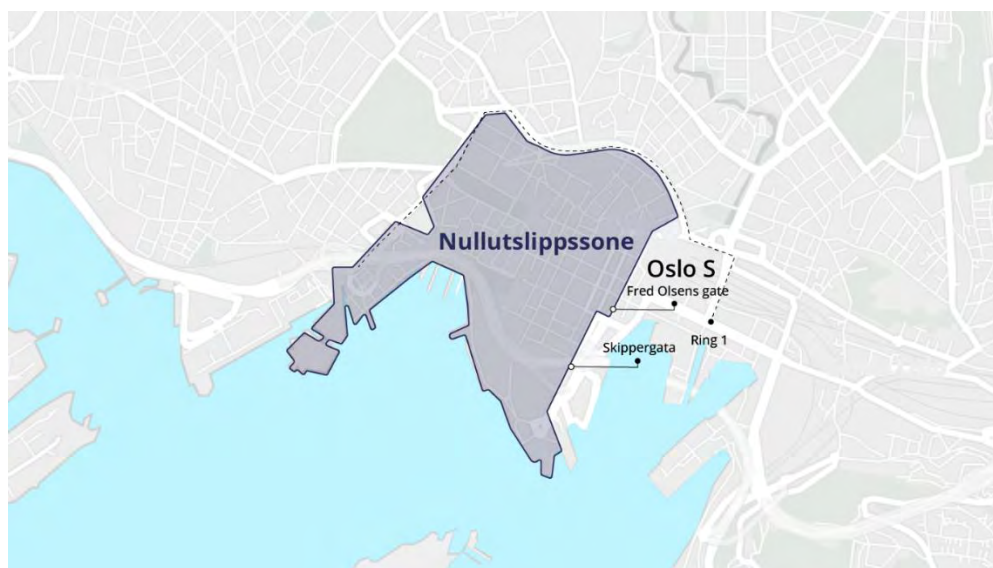 Nullutslippssone
Oslo S
Fred Olsens gate
Skippergata
Ring 1